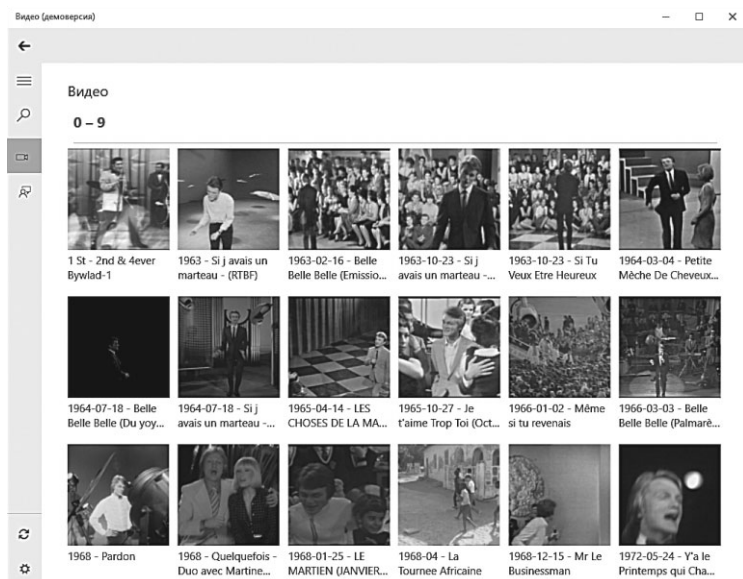 Видео (демоверсия)
Видео
0 – 9
1 St - 2nd & 4ever
Bywlad-1
1963 - Si j avais un
marteau - (RTBF)
1963-02-16 - Belle
Belle Belle (Emissio...
1963-10-23 - Si j
avais un marteau -...
1963-10-23 - Si Tu
Veux Etre Heureux
1964-03-04 - Petite
Mèche De Cheveux...
1964-07-18 - Belle
Belle Belle (Du yoy...
1964-07-18 - Si j
avais un marteau -...
1965-04-14 - LES
CHOSES DE LA MA...
1965-10-27 - Je
t'aime Trop Toi (Oct...
1966-01-02 - Même
si tu revenais
1966-03-03 - Belle
Belle Belle (Palmarè...
1968 - Pardon
1968 - Quelquefois -
Duo avec Martine...
1968-01-25 - LE
MARTIEN (JANVIER...
1968-04 - La
Tournee Africaine
1968-12-15 - Mr Le
Businessman
1972-05-24 - Y'a le
Printemps qui Cha...